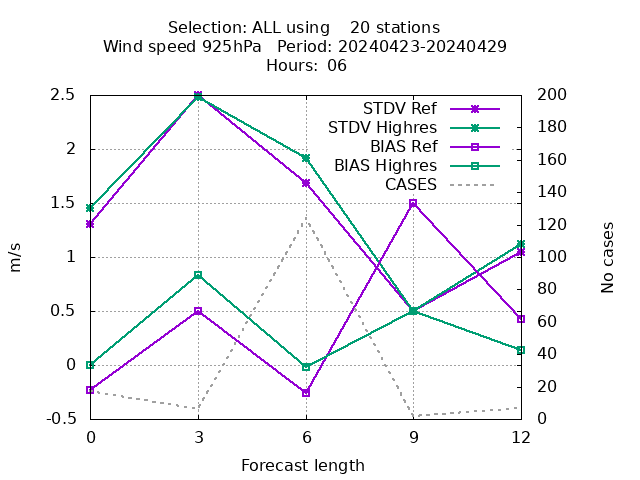 Selection: ALL using    20 stations
Wind speed 925hPa   Period: 20240423-20240429
Hours: 06
STDV Ref
STDV Highres
BIAS Ref
BIAS Highres
CASES
2.5
2
1.5
1
0.5
0
-0.5
200
180
160
140
120
100
80
60
40
20
0
m/s
No cases
0 3 6 9 12
Forecast length